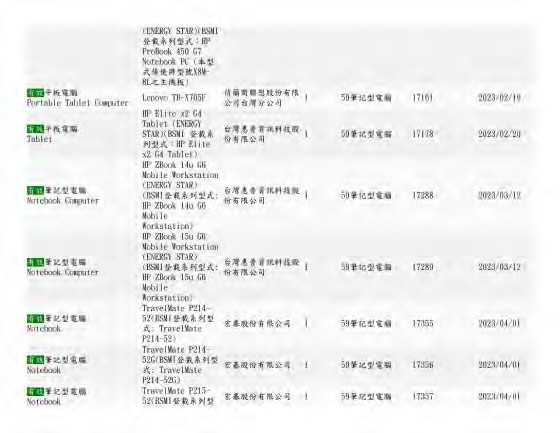 (ENERGY STAR)(BSMI
登載系列型式：HP
ProBook 450 G7
Notebook PC (本型
式僅使得型號X8M-
BL之主機板)
有效平板電腦
Portable Tablet Computer
Lenovo TB-X705F
荷蘭商聯想股份有限
公司台灣分公司
1
59筆記型電腦
17161
2023/02/19
有效平板電腦
Tablet
HP Elite x2 G4
Tablet (ENERGY
STAR)(BSMI 登載系
列型式：HP Elite
x2 G4 Tablet)
台灣惠普資訊科技股
份有限公司
1
59筆記型電腦
17178
2023/02/20
有效筆記型電腦
Notebook Computer
HP ZBook 14u G6
Mobile Workstation
(ENERGY STAR)
(BSMI登載系列型式:
HP ZBook 14u G6
Mobile
Workstation)
台灣惠普資訊科技股
份有限公司
1
59筆記型電腦
17288
2023/03/12
有效筆記型電腦
Notebook Computer
HP ZBook 15u G6
Mobile Workstation
(ENERGY STAR)
(BSMI登載系列型式:
HP ZBook 15u G6
Mobile
Workstation)
台灣惠普資訊科技股
份有限公司
1
59筆記型電腦
17289
2023/03/12
有效筆記型電腦
Notebook
TravelMate P214-
52(BSMI登載系列型
式: TravelMate
P214-52)
宏碁股份有限公司
1
59筆記型電腦
17355
2023/04/01
有效筆記型電腦
Notebook
TravelMate P214-
52G(BSMI登載系列型
式: TravelMate
P214-52G)
宏碁股份有限公司
1
59筆記型電腦
17356
2023/04/01
有效筆記型電腦
Notebook
TravelMate P215-
52(BSMI登載系列型
宏碁股份有限公司
1
59筆記型電腦
17357
2023/04/01